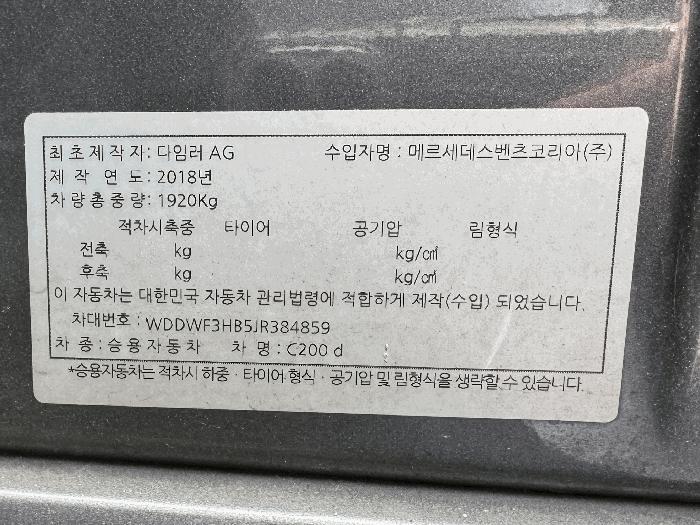 최초제작자: 다임러 AG 수입자명 : 메르세데스벤츠코리아(주)
제 작 연 도: 2018년
차량총중량: 1920Kg
적차시축중 타이어 공기압 림형식
전축 kg kg/㎠
후축 kg kg/㎠
이 자동차는 대한민국 자동차 관리법령에 적합하게 제작(수입) 되었습니다.
차대번호 : WDDWF3HB5JR384859
차 종 : 승용자동차 차 명 : C200 d
*승용자동차는 적차시 하중 · 타이어 형식 · 공기압 및 림형식을 생략할 수 있습니다.